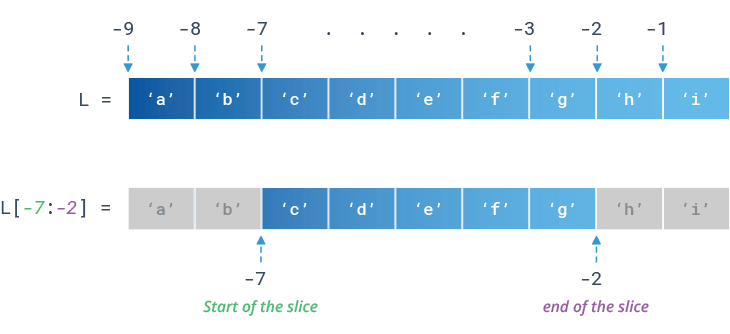 -9 -8 -7 . . . . . -3 -2 -1
L = ‘a’ ‘b’ ‘c’ ‘d’ ‘e’ ‘f’ ‘g’ ‘h’ ‘i’
L[-7:-2] = ‘a’ ‘b’ ‘c’ ‘d’ ‘e’ ‘f’ ‘g’ ‘h’ ‘i’
-7 -2
Start of the slice end of the slice